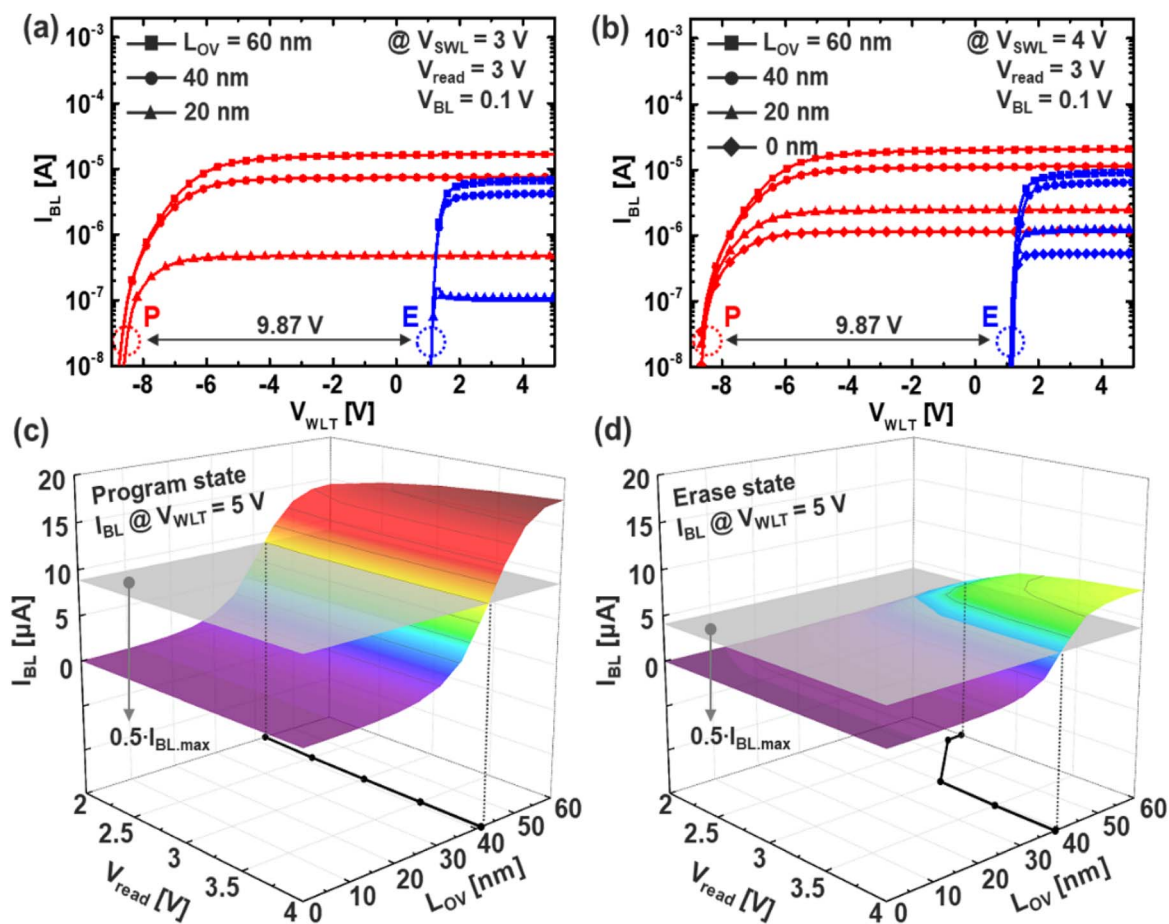 (a)
L_OV = 60 nm
40 nm
20 nm
@ V_SWL = 3 V
V_read = 3 V
V_BL = 0.1 V
10⁻³
10⁻⁴
10⁻⁵
10⁻⁶
10⁻⁷
10⁻⁸
I_BL [A]
P
9.87 V
E
-8 -6 -4 -2 0 2 4
V_WLT [V]
(b)
L_OV = 60 nm
40 nm
20 nm
0 nm
@ V_SWL = 4 V
V_read = 3 V
V_BL = 0.1 V
10⁻³
10⁻⁴
10⁻⁵
10⁻⁶
10⁻⁷
10⁻⁸
I_BL [A]
P
9.87 V
E
-8 -6 -4 -2 0 2 4
V_WLT [V]
(c)
Program state
I_BL @ V_WLT = 5 V
20
15
10
5
0
I_BL [µA]
0.5·I_BL.max
2 2.5 3 3.5 4
V_read [V]
0 10 20 30 40 50 60
L_OV [nm]
(d)
Erase state
I_BL @ V_WLT = 5 V
20
15
10
5
0
I_BL [µA]
0.5·I_BL.max
2 2.5 3 3.5 4
V_read [V]
0 10 20 30 40 50 60
L_OV [nm]